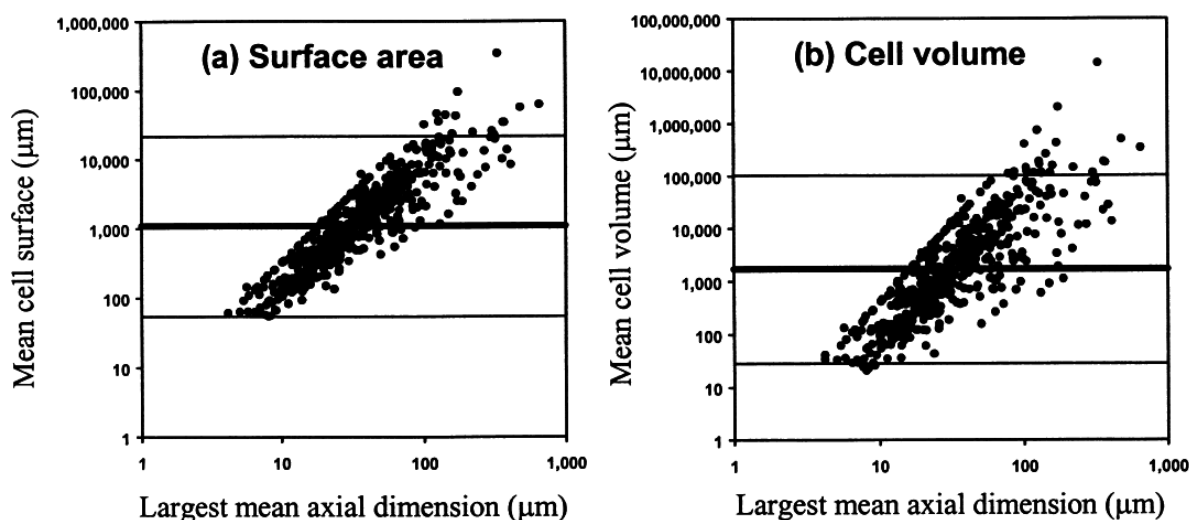 (a) Surface area
Mean cell surface (µm)
1,000,000
100,000
10,000
1,000
100
10
1
1 10 100 1,000
Largest mean axial dimension (µm)
(b) Cell volume
Mean cell volume (µm)
100,000,000
10,000,000
1,000,000
100,000
10,000
1,000
100
10
1
1 10 100 1,000
Largest mean axial dimension (µm)